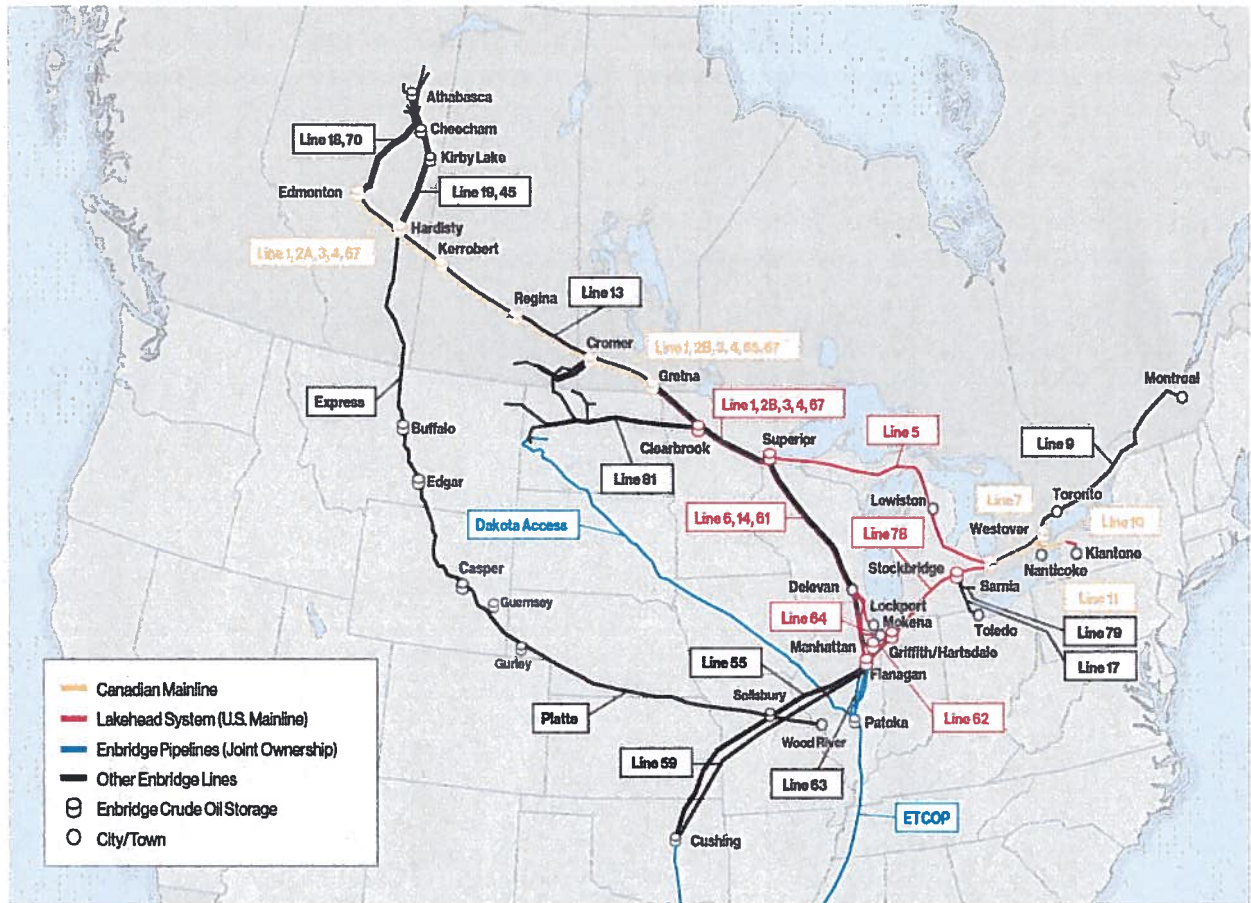 Athabasca
Cheecham
Line 18, 70
Kirby Lake
Edmonton
Line 19, 45
Hardisty
Line 1, 2A, 3, 4, 67
Kerrobert
Regina
Line 13
Cromer
Line 1, 2B, 3, 4, 65, 67
Gretna
Montreal
Express
Line 1, 2B, 3, 4, 67
Buffalo
Superior
Line 5
Line 9
Clearbrook
Line 81
Edgar
Lowiston
Line 7
Toronto
Dakota Access
Line 6, 14, 61
Line 78
Westover
Line 10
Kiantone
Nanticoke
Stockbridge
Casper
Delevan
Sarnia
Guernsey
Lockport
Line 11
Line 64
Mokena
Toledo
Line 79
Manhattan
Griffith/Hartsdale
Gurley
Line 55
Flanagan
Line 17
Salisbury
Platte
Patoka
Line 62
Wood River
Line 59
Line 63
ETCOP
Cushing
Canadian Mainline
Lakehead System (U.S. Mainline)
Enbridge Pipelines (Joint Ownership)
Other Enbridge Lines
Enbridge Crude Oil Storage
City/Town